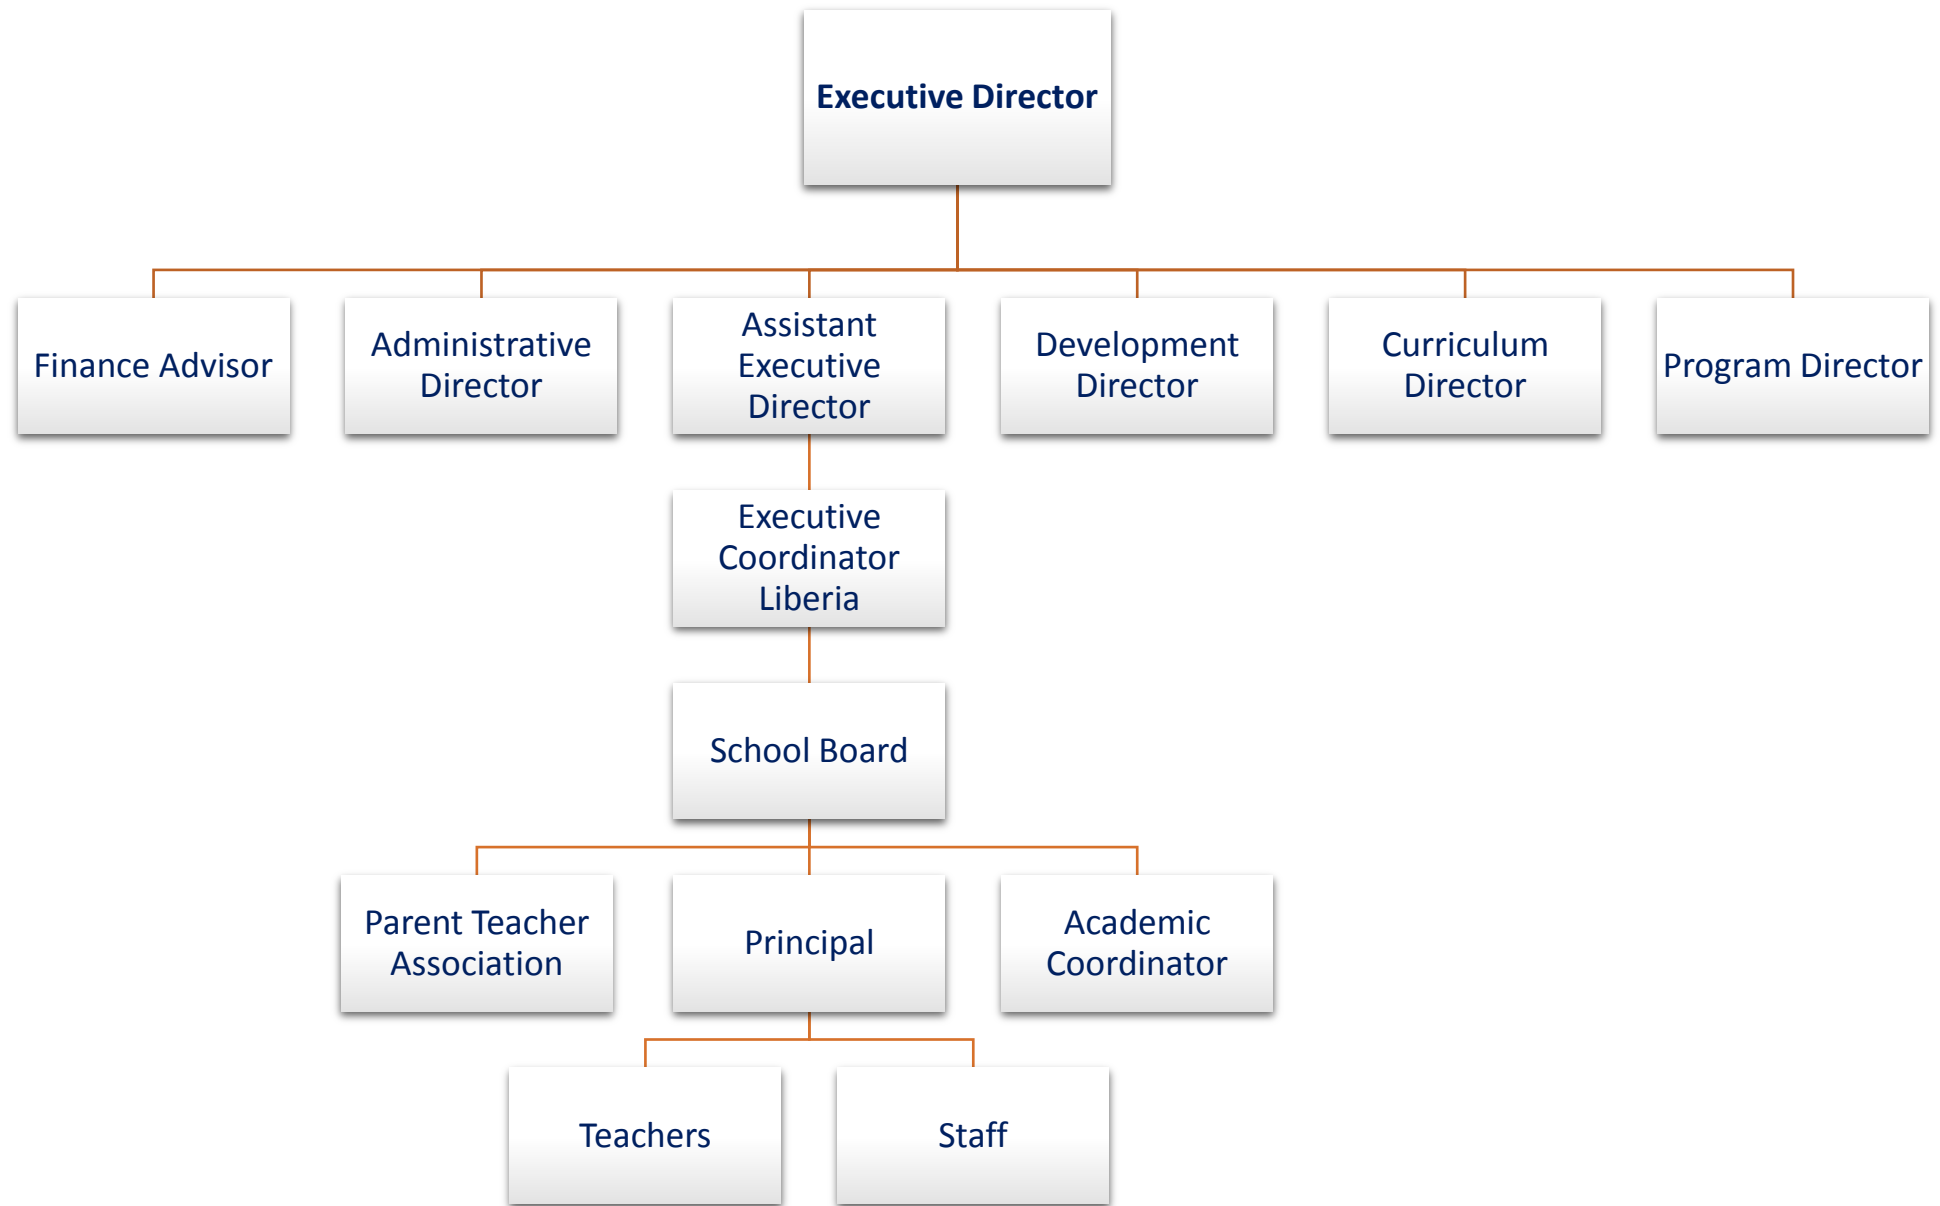 Executive Director
Finance Advisor
Administrative
Director
Assistant
Executive
Director
Development
Director
Curriculum
Director
Program Director
Executive
Coordinator
Liberia
School Board
Parent Teacher
Association
Principal
Academic
Coordinator
Teachers
Staff